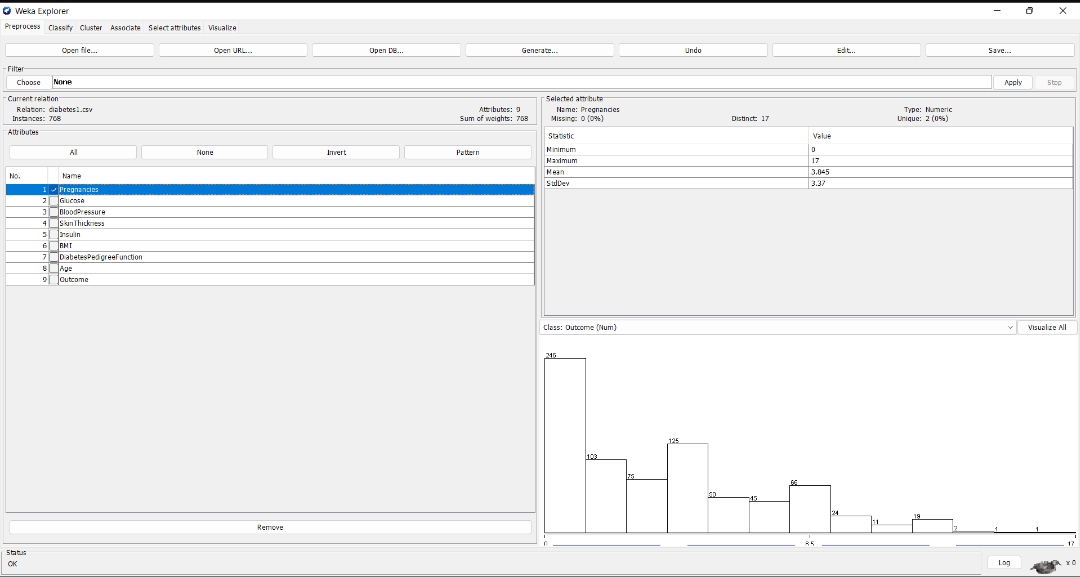 Weka Explorer
Preprocess Classify Cluster Associate Select attributes Visualize
Open file... Open URL... Open DB... Generate... Undo Edit... Save...
Filter
Choose None Apply Stop
Current relation
Relation: diabetes1.csv Attributes: 9
Instances: 768 Sum of weights: 768
Attributes
All None Invert Pattern
No. Name
1 Pregnancies
2 Glucose
3 BloodPressure
4 SkinThickness
5 Insulin
6 BMI
7 DiabetesPedigreeFunction
8 Age
9 Outcome
Remove
Selected attribute
Name: Pregnancies Type: Numeric
Missing: 0 (0%) Distinct: 17 Unique: 2 (0%)
Statistic Value
Minimum 0
Maximum 17
Mean 3.845
StdDev 3.37
Class: Outcome (Num) Visualize All
246
103
75
125
50
45
66
24
11
19
2
1
1
0 8.5 17
Status
OK
Log x 0